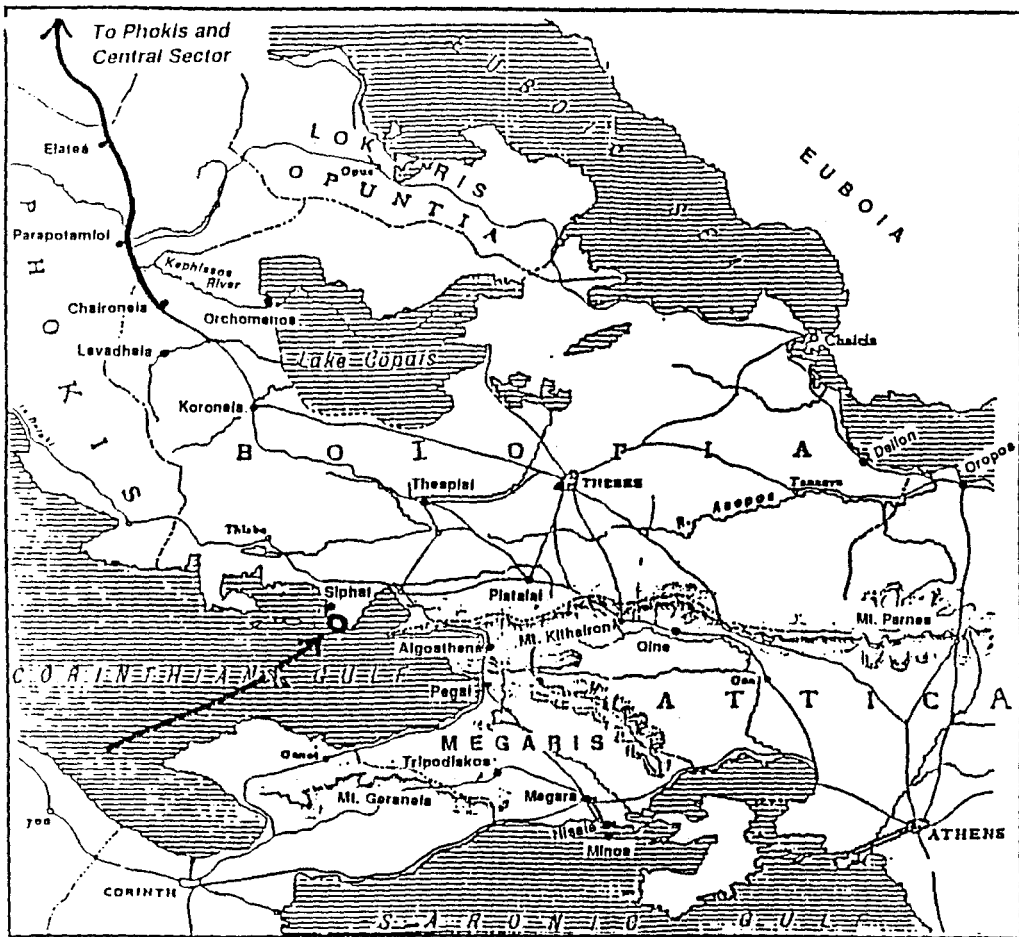 To Phokis and
Central Sector
EUBOIA
Elatea
LOKRIS
OPUNTIA
Opus
PHOKIS
Parapotamioi
Kephissos
River
Chaironeia
Orchomenos
Levadheia
Lake Copais
Chalcis
Koroneia
BOIOTIA
Delion
Oropos
Thespiai
THEBES
Tanagra
R. Asopos
Thisbe
Siphai
Plataiai
Mt. Kithairon
Mt. Parnes
Aigosthena
Oine
CORINTHIAN GULF
Pegai
ATTICA
MEGARIS
Tripodiskos
Mt. Geraneia
Megara
Nisaia
Minoa
ATHENS
CORINTH
SARONIC GULF